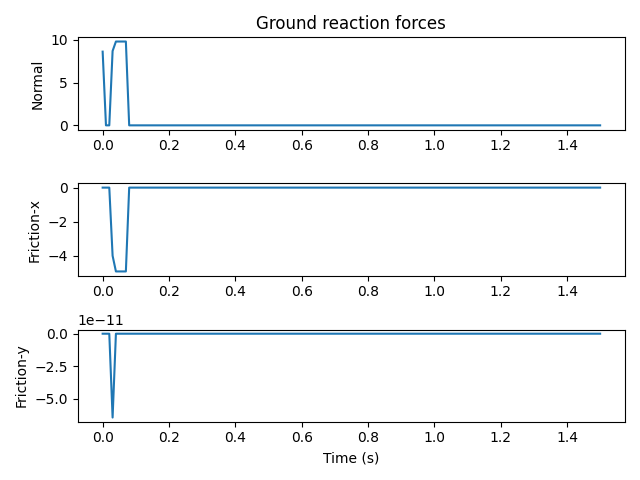 Ground reaction forces
10
5
0
Normal
0.0 0.2 0.4 0.6 0.8 1.0 1.2 1.4
0
−2
−4
Friction-x
0.0 0.2 0.4 0.6 0.8 1.0 1.2 1.4
1e−11
0.0
−2.5
−5.0
Friction-y
0.0 0.2 0.4 0.6 0.8 1.0 1.2 1.4
Time (s)